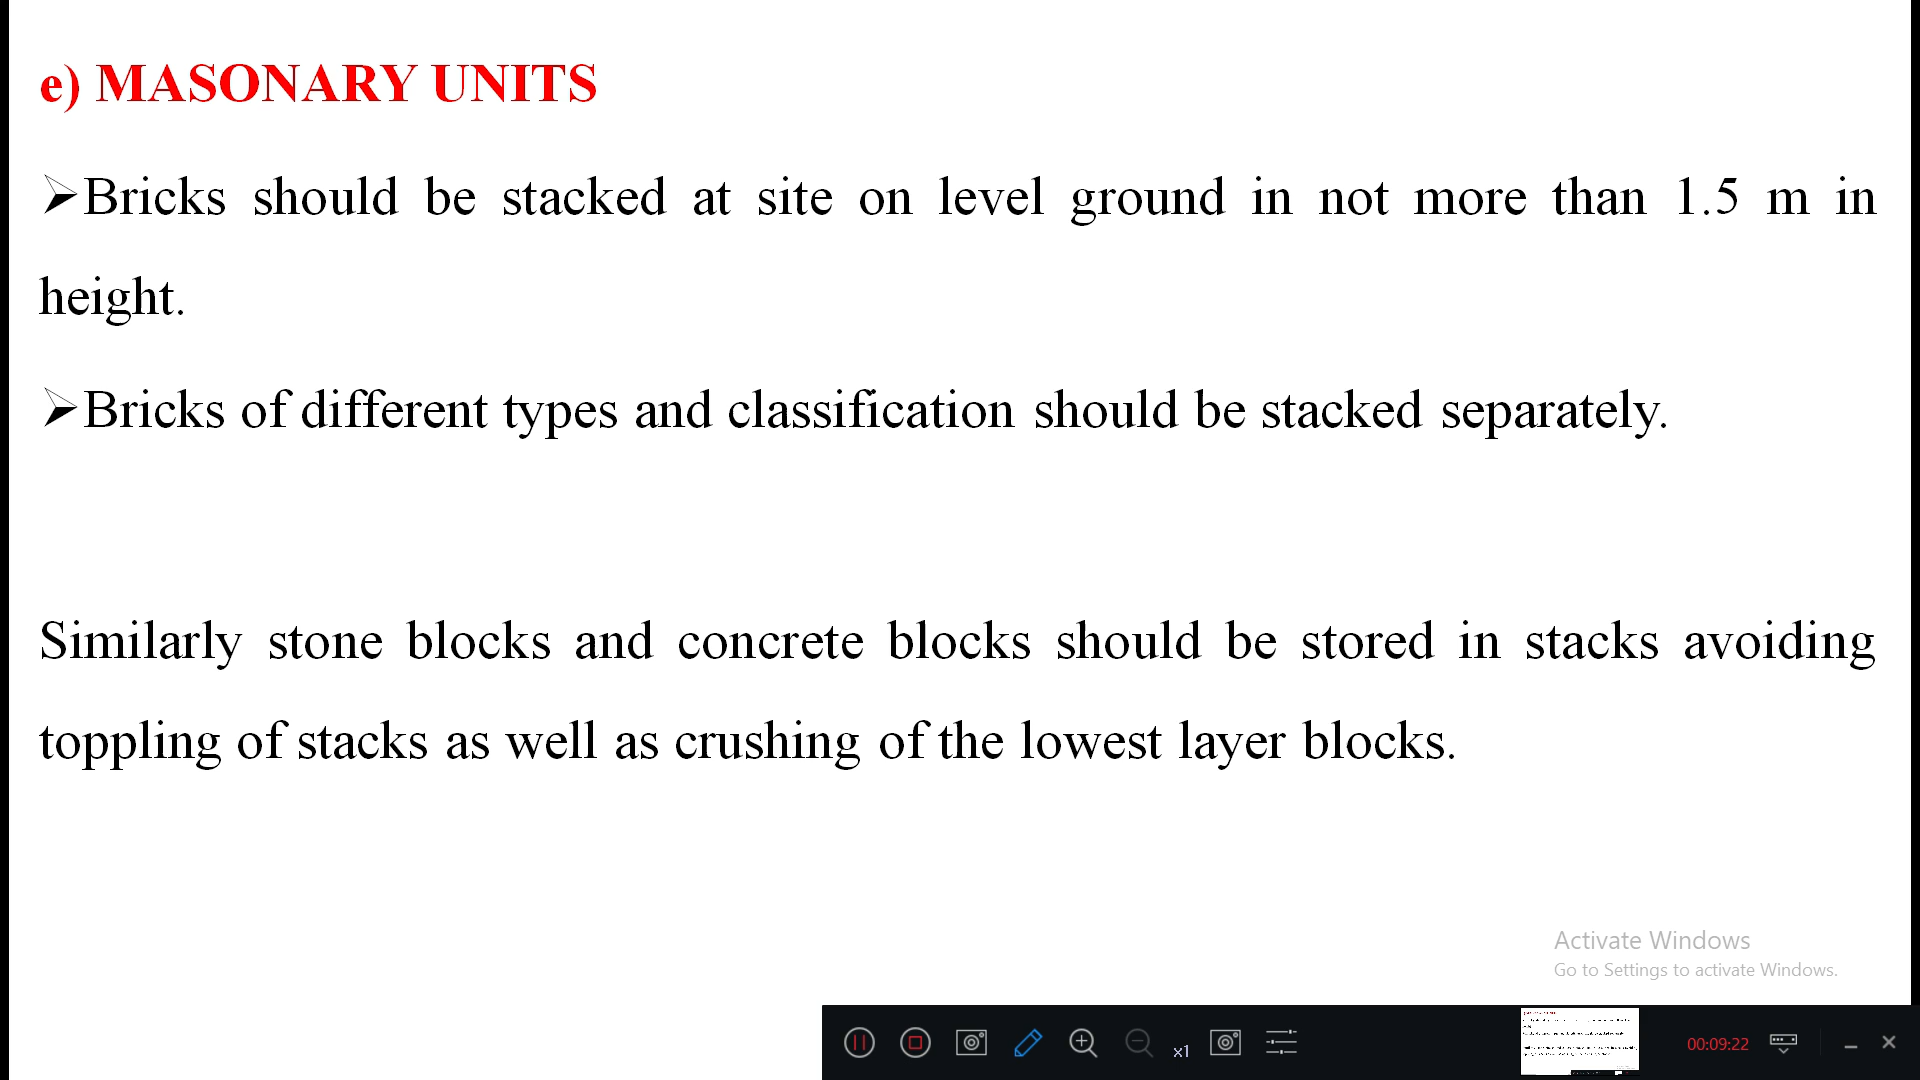 e) MASONARY UNITS
➢Bricks should be stacked at site on level ground in not more than 1.5 m in
height.
➢Bricks of different types and classification should be stacked separately.
Similarly stone blocks and concrete blocks should be stored in stacks avoiding
toppling of stacks as well as crushing of the lowest layer blocks.
Activate Windows
Go to Settings to activate Windows.
x1
00:09:22